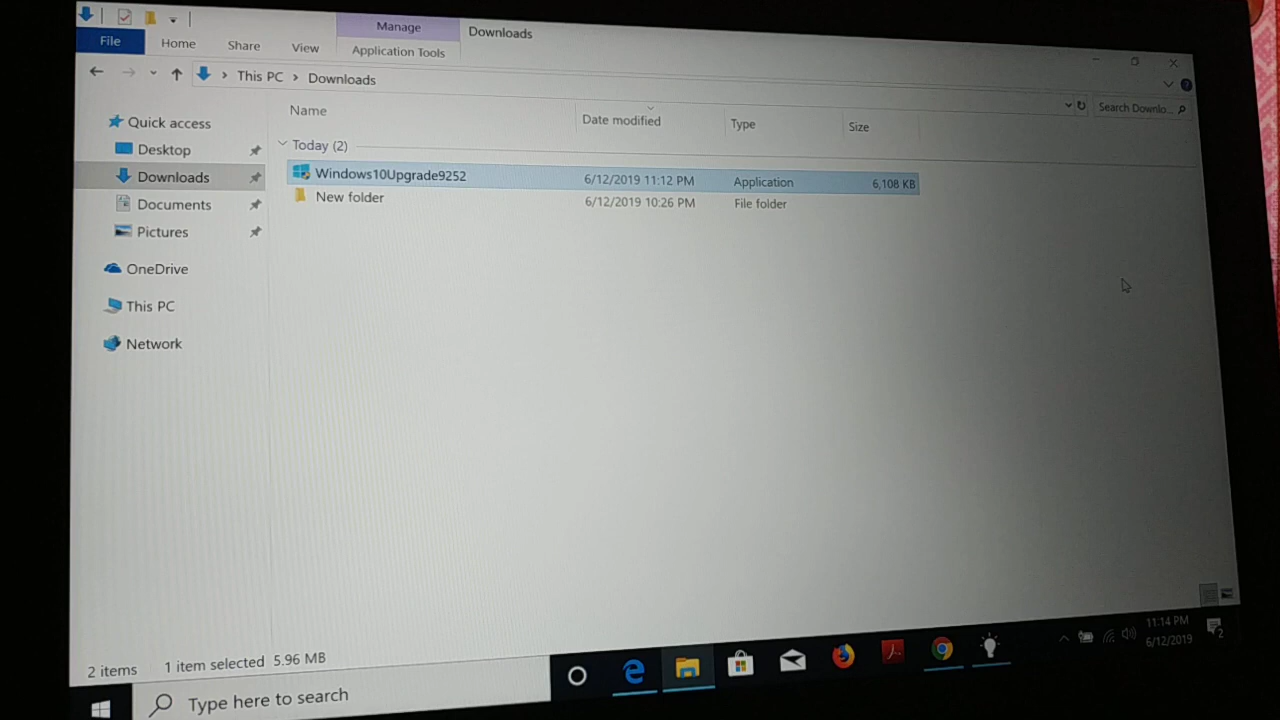 Manage
Downloads
File
Home
Share
View
Application Tools
This PC
Downloads
Search Downlo...
Name
Date modified
Type
Size
Quick access
Today (2)
Desktop
Windows10Upgrade9252
6/12/2019 11:12 PM
Application
6,108 KB
Downloads
New folder
6/12/2019 10:26 PM
File folder
Documents
Pictures
OneDrive
This PC
Network
2 items
1 item selected 5.96 MB
11:14 PM
6/12/2019
2
Type here to search